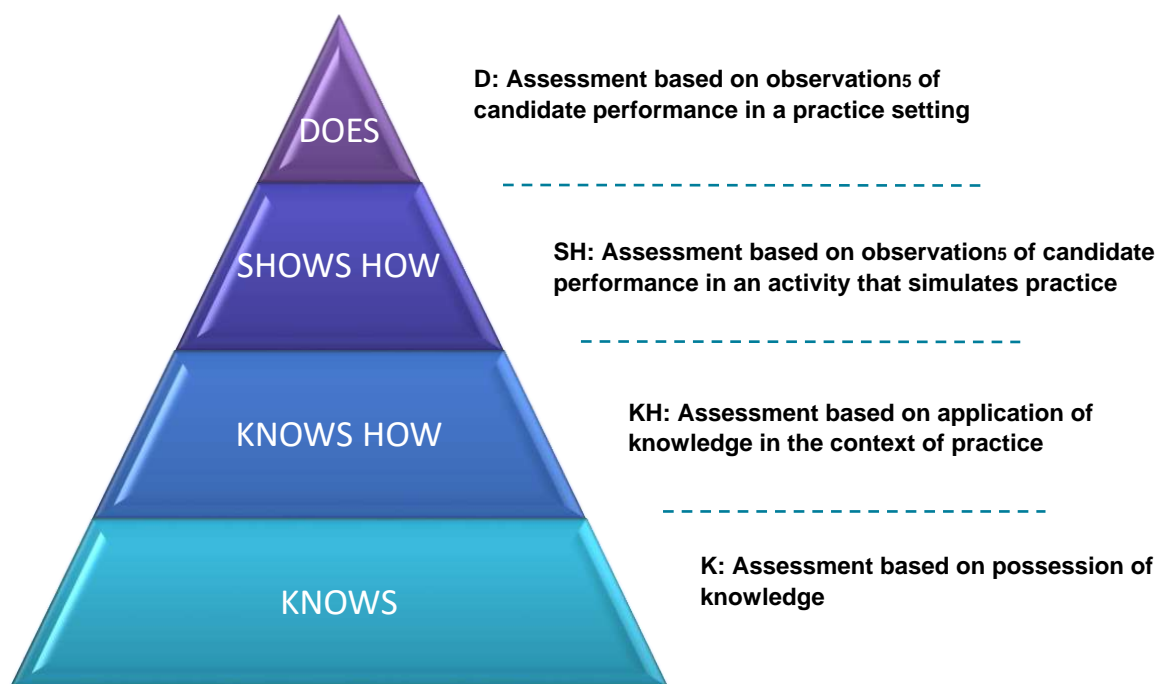 DOES
D: Assessment based on observation5 of
candidate performance in a practice setting
SHOWS HOW
SH: Assessment based on observation5 of candidate
performance in an activity that simulates practice
KNOWS HOW
KH: Assessment based on application of
knowledge in the context of practice
KNOWS
K: Assessment based on possession of
knowledge